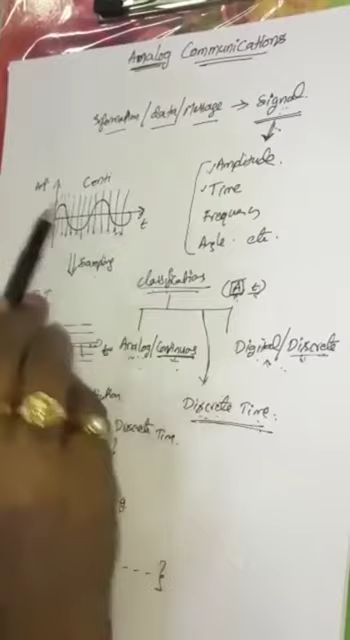 Analog Communications
Information/data/Message → Signal
Amplitude.
Time
Frequency
Angle. etc.
Conti
t
Sampling
classification
(A, t)
Analog/Continuous
Digital/Discrete
Discrete Time.
Discrete Time.
--- }